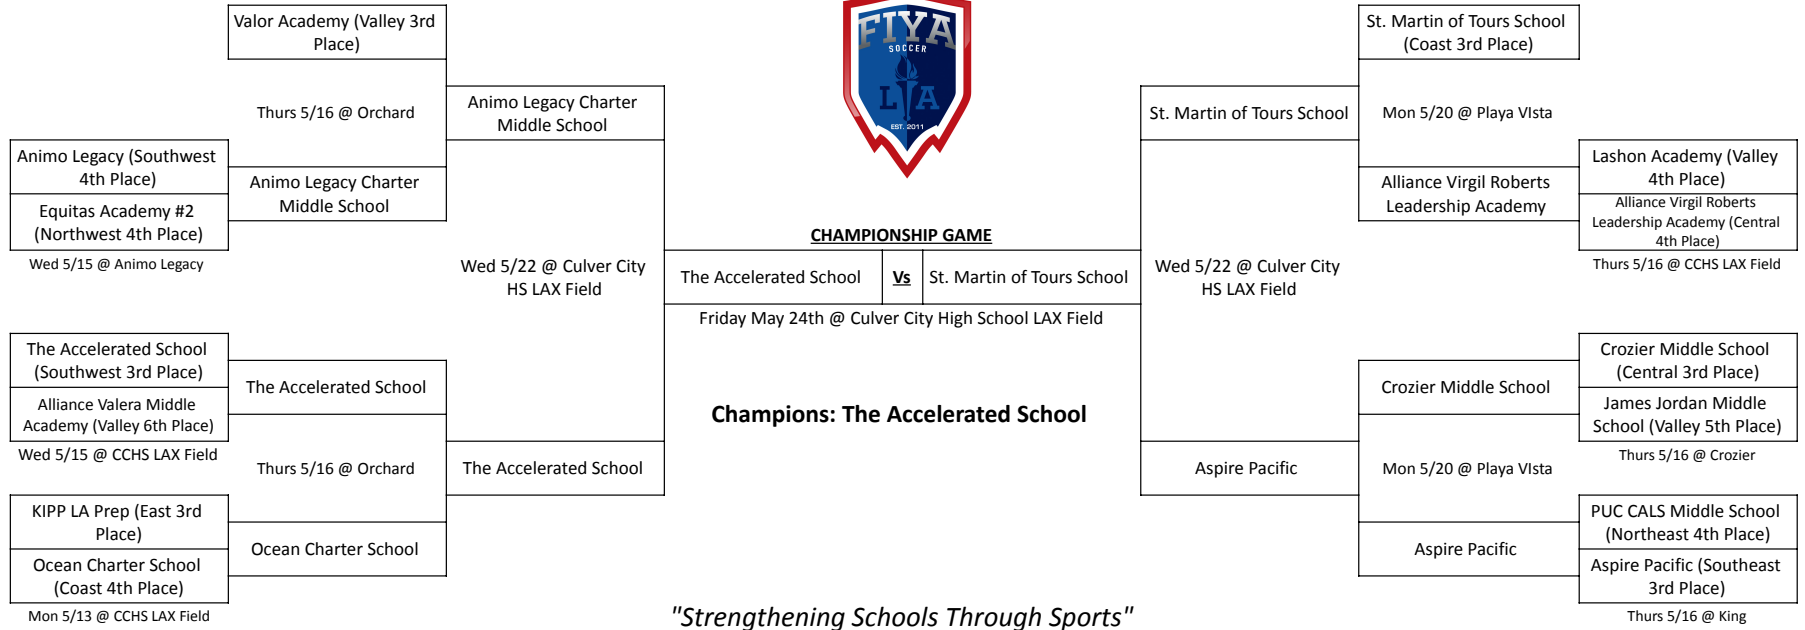 Valor Academy (Valley 3rd
Place)
Thurs 5/16 @ Orchard
Animo Legacy Charter
Middle School
Animo Legacy (Southwest
4th Place)
Equitas Academy #2
(Northwest 4th Place)
Wed 5/15 @ Animo Legacy
Animo Legacy Charter
Middle School
Wed 5/22 @ Culver City
HS LAX Field
The Accelerated School
(Southwest 3rd Place)
Alliance Valera Middle
Academy (Valley 6th Place)
Wed 5/15 @ CCHS LAX Field
The Accelerated School
Thurs 5/16 @ Orchard
The Accelerated School
KIPP LA Prep (East 3rd
Place)
Ocean Charter School
(Coast 4th Place)
Mon 5/13 @ CCHS LAX Field
Ocean Charter School
FIYA
SOCCER
LA
EST. 2011
CHAMPIONSHIP GAME
The Accelerated School
Vs
St. Martin of Tours School
Friday May 24th @ Culver City High School LAX Field
Champions: The Accelerated School
"Strengthening Schools Through Sports"
St. Martin of Tours School
(Coast 3rd Place)
St. Martin of Tours School
Mon 5/20 @ Playa VIsta
Lashon Academy (Valley
4th Place)
Alliance Virgil Roberts
Leadership Academy
Alliance Virgil Roberts
Leadership Academy (Central
4th Place)
Thurs 5/16 @ CCHS LAX Field
Wed 5/22 @ Culver City
HS LAX Field
Crozier Middle School
(Central 3rd Place)
Crozier Middle School
James Jordan Middle
School (Valley 5th Place)
Thurs 5/16 @ Crozier
Aspire Pacific
Mon 5/20 @ Playa VIsta
PUC CALS Middle School
(Northeast 4th Place)
Aspire Pacific
Aspire Pacific (Southeast
3rd Place)
Thurs 5/16 @ King